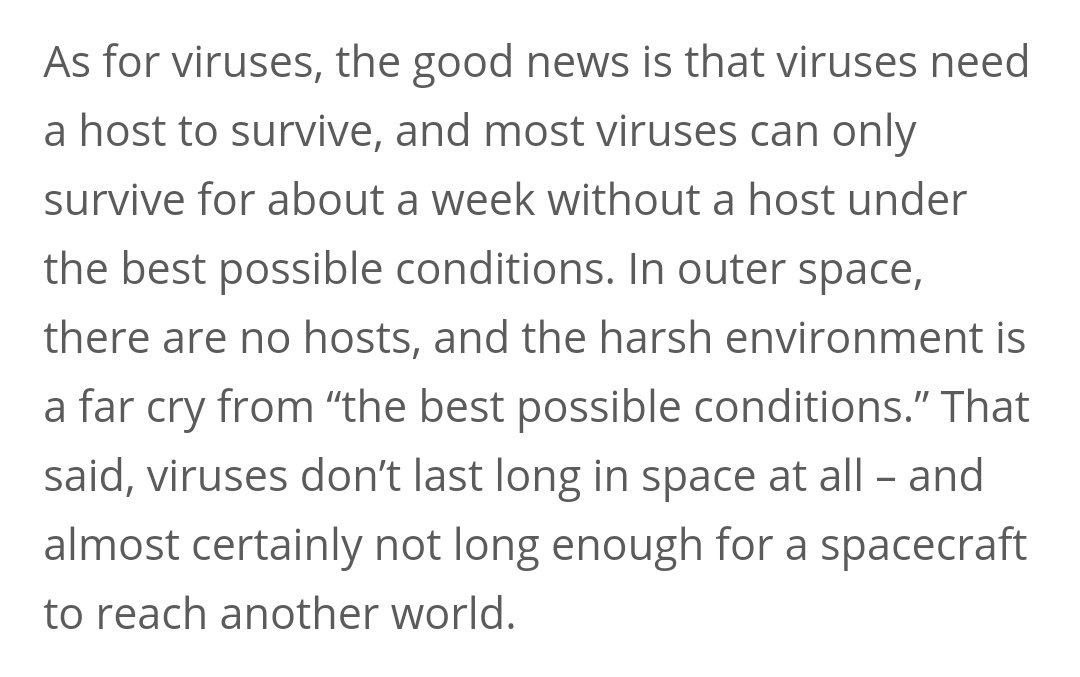 As for viruses, the good news is that viruses need
a host to survive, and most viruses can only
survive for about a week without a host under
the best possible conditions. In outer space,
there are no hosts, and the harsh environment is
a far cry from “the best possible conditions.” That
said, viruses don’t last long in space at all – and
almost certainly not long enough for a spacecraft
to reach another world.